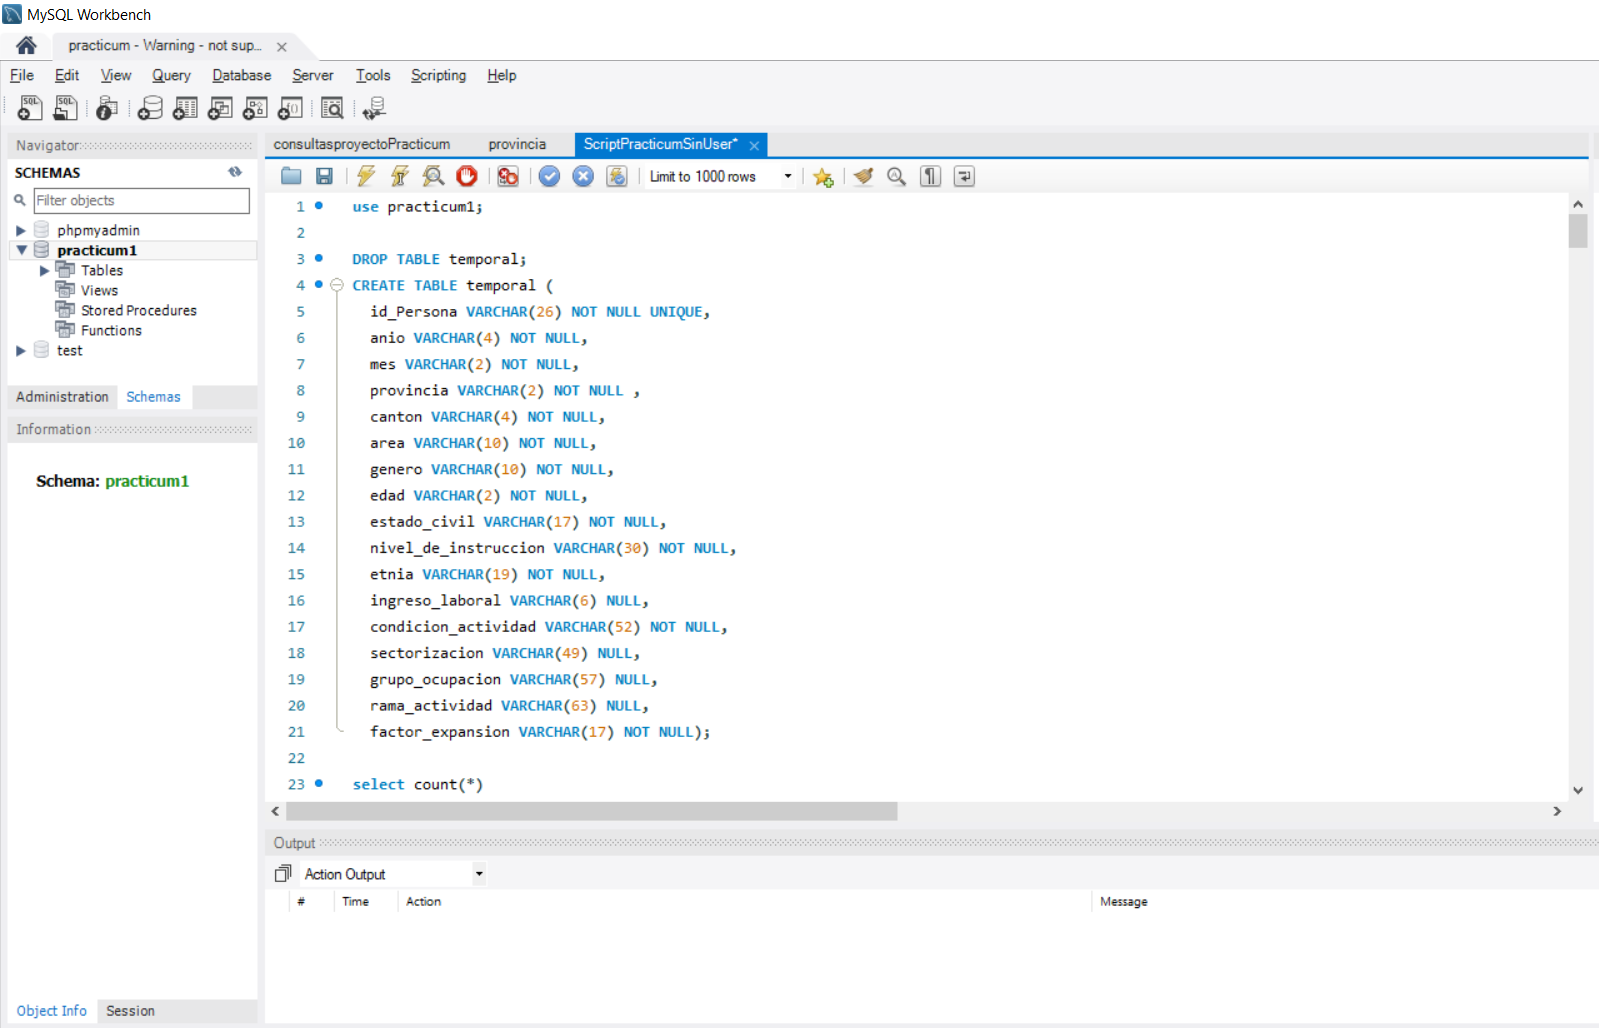 MySQL Workbench
practicum - Warning - not sup...
File Edit View Query Database Server Tools Scripting Help
Navigator
SCHEMAS
Filter objects
phpmyadmin
practicum1
Tables
Views
Stored Procedures
Functions
test
Administration Schemas
Information
Schema: practicum1
Object Info Session
consultasproyectoPracticum provincia ScriptPracticumSinUser*
Limit to 1000 rows
1 use practicum1;
2
3 DROP TABLE temporal;
4 CREATE TABLE temporal (
5 id_Persona VARCHAR(26) NOT NULL UNIQUE,
6 anio VARCHAR(4) NOT NULL,
7 mes VARCHAR(2) NOT NULL,
8 provincia VARCHAR(2) NOT NULL ,
9 canton VARCHAR(4) NOT NULL,
10 area VARCHAR(10) NOT NULL,
11 genero VARCHAR(10) NOT NULL,
12 edad VARCHAR(2) NOT NULL,
13 estado_civil VARCHAR(17) NOT NULL,
14 nivel_de_instruccion VARCHAR(30) NOT NULL,
15 etnia VARCHAR(19) NOT NULL,
16 ingreso_laboral VARCHAR(6) NULL,
17 condicion_actividad VARCHAR(52) NOT NULL,
18 sectorizacion VARCHAR(49) NULL,
19 grupo_ocupacion VARCHAR(57) NULL,
20 rama_actividad VARCHAR(63) NULL,
21 factor_expansion VARCHAR(17) NOT NULL);
22
23 select count(*)
Output
Action Output
# Time Action Message